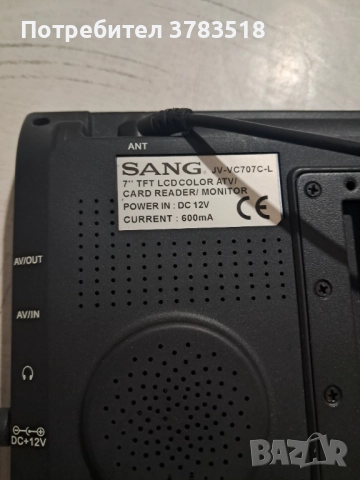 Потребител 3783518
ANT
SANG JV-VC707C-L
7'' TFT LCD COLOR ATV/
CARD READER/ MONITOR
POWER IN : DC 12V
CURRENT : 600mA
CE
AV/OUT
AV/IN
DC+12V
BAZAR